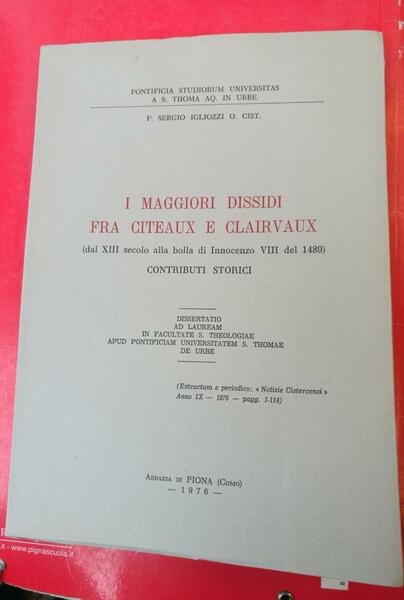 PONTIFICIA STUDIORUM UNIVERSITAS
A S. THOMA AQ. IN URBE
P. SERGIO IGLIOZZI O. CIST.
I MAGGIORI DISSIDI
FRA CITEAUX E CLAIRVAUX
(dal XIII secolo alla bolla di Innocenzo VIII del 1489)
CONTRIBUTI STORICI
DISSERTATIO
AD LAUREAM
IN FACULTATE S. THEOLOGIAE
APUD PONTIFICIAM UNIVERSITATEM S. THOMAE
DE URBE
(Extractum e periodico: « Notizie Cistercensi »
Anno IX — 1976 — pagg. 1-114)
ABBAZIA DI PIONA (COMO)
— 1976 —
.it - www.pignascuola.it